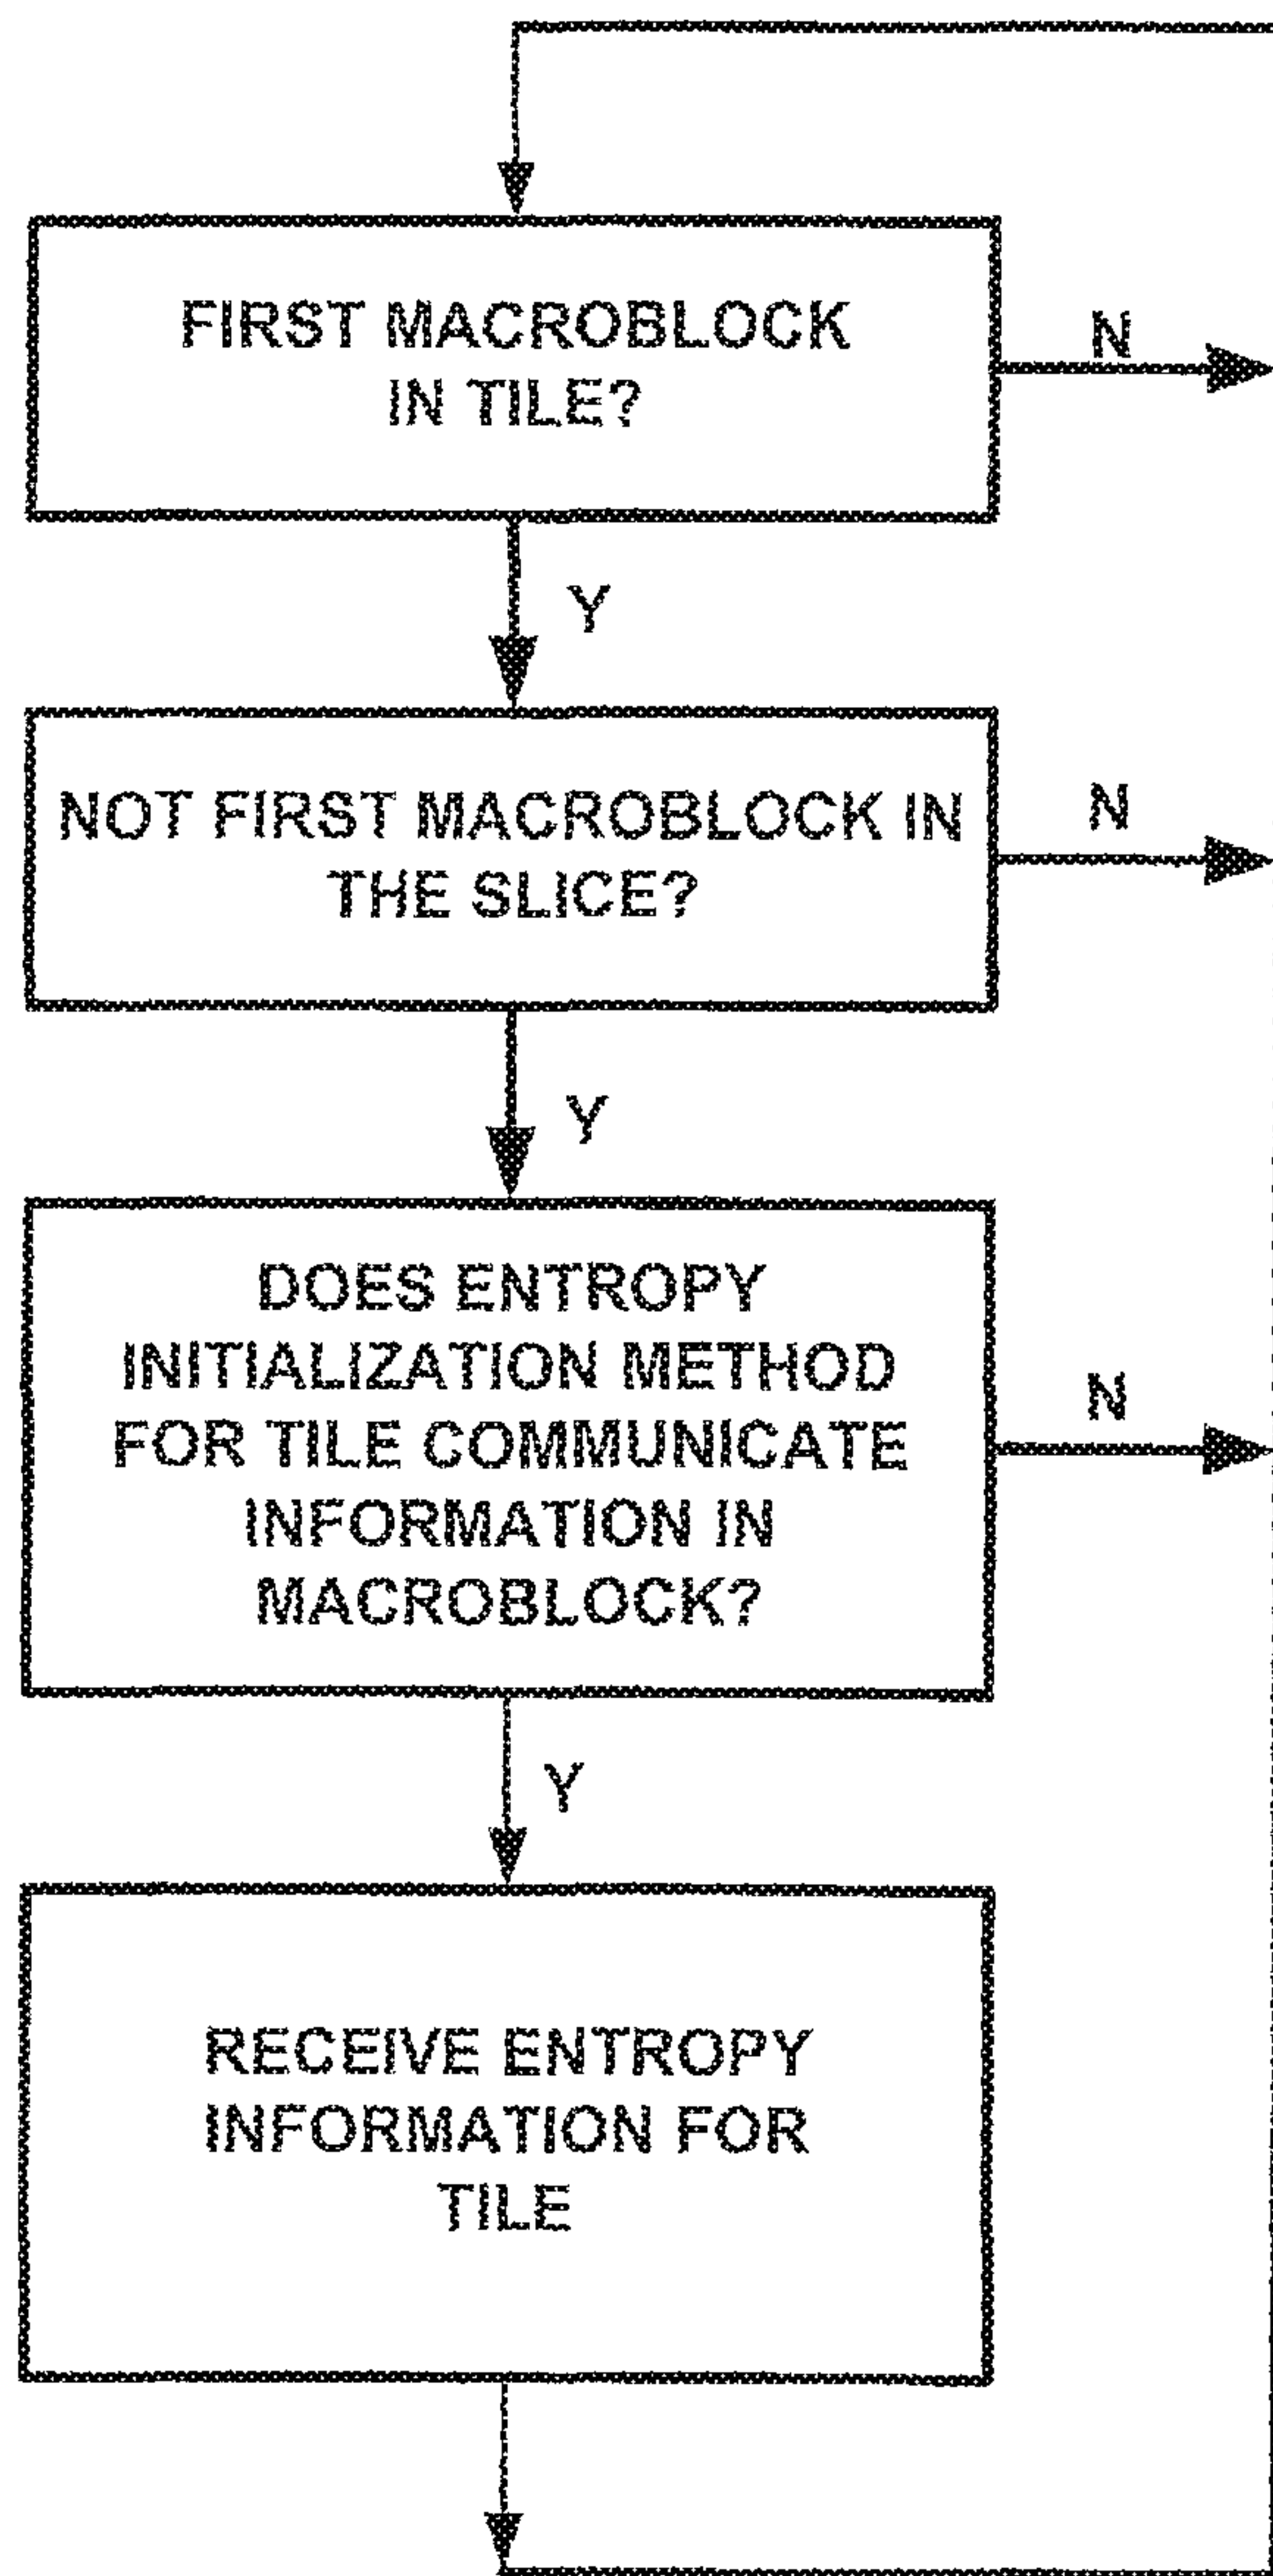 FIRST MACROBLOCK
IN TILE?
N
Y
NOT FIRST MACROBLOCK IN
THE SLICE?
N
Y
DOES ENTROPY
INITIALIZATION METHOD
FOR TILE COMMUNICATE
INFORMATION IN
MACROBLOCK?
N
Y
RECEIVE ENTROPY
INFORMATION FOR
TILE